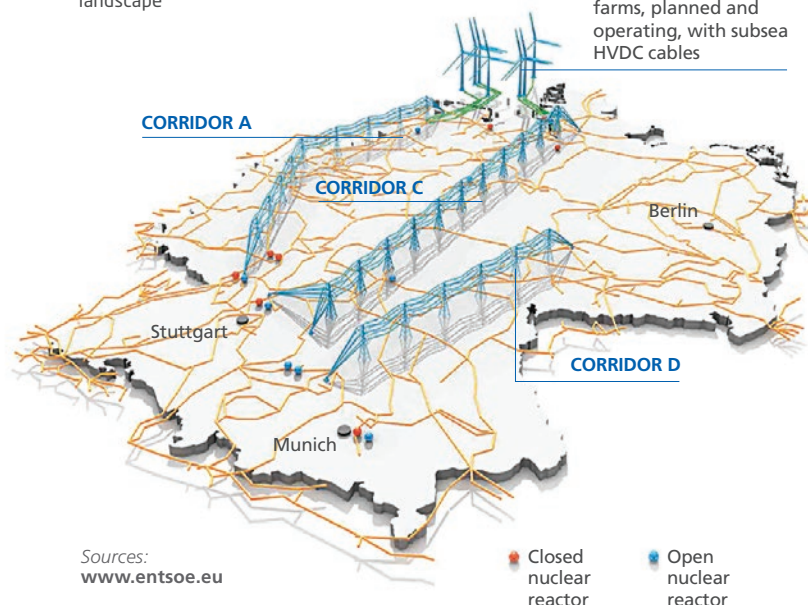 landscape
farms, planned and
operating, with subsea
HVDC cables
CORRIDOR A
CORRIDOR C
Berlin
Stuttgart
CORRIDOR D
Munich
Sources:
www.entsoe.eu
Closed
nuclear
reactor
Open
nuclear
reactor